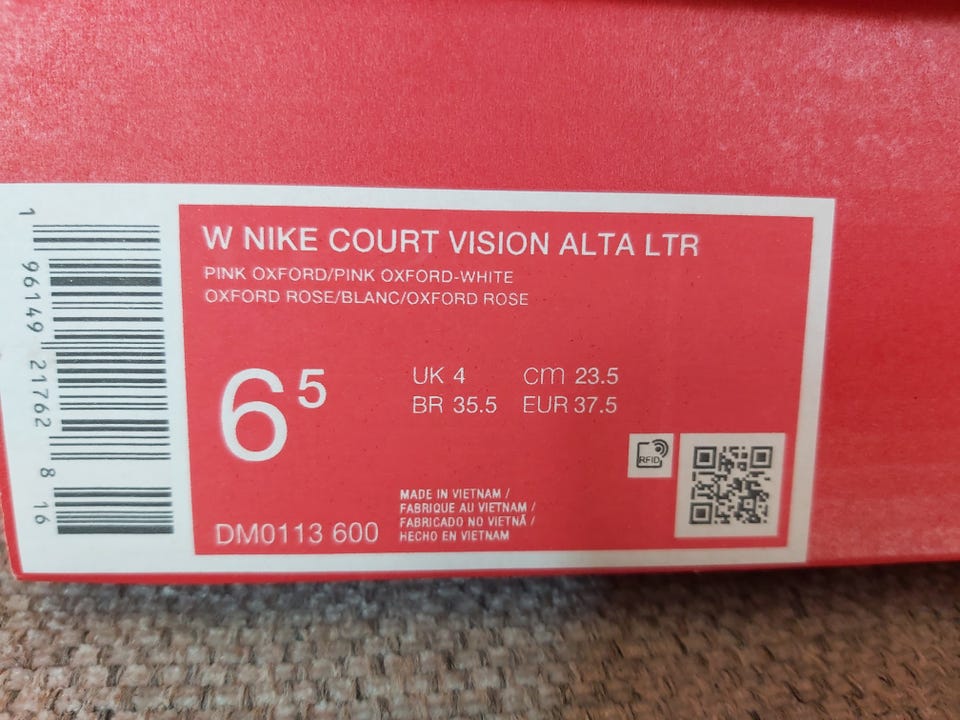 W NIKE COURT VISION ALTA LTR
PINK OXFORD/PINK OXFORD-WHITE
OXFORD ROSE/BLANC/OXFORD ROSE
6 5
UK 4 cm 23.5
BR 35.5 EUR 37.5
RFID
MADE IN VIETNAM /
FABRIQUE AU VIETNAM /
FABRICADO NO VIETNÃ /
HECHO EN VIETNAM
DM0113 600
1 96149 21762 8 16